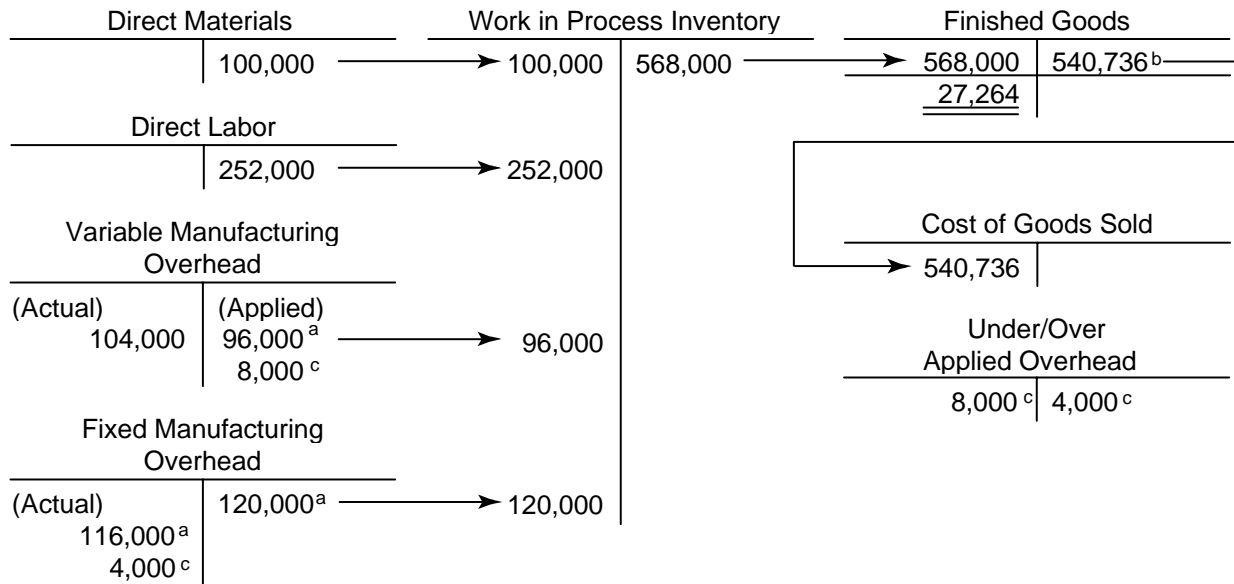 Direct Materials Work in Process Inventory Finished Goods
100,000 100,000 568,000 568,000 540,736 b
27,264
Direct Labor
252,000 252,000
Variable Manufacturing
Overhead
Cost of Goods Sold
540,736
(Actual) (Applied)
104,000 96,000 a 96,000
8,000 c
Under/Over
Applied Overhead
8,000 c 4,000 c
Fixed Manufacturing
Overhead
(Actual) 120,000 a 120,000
116,000 a
4,000 c